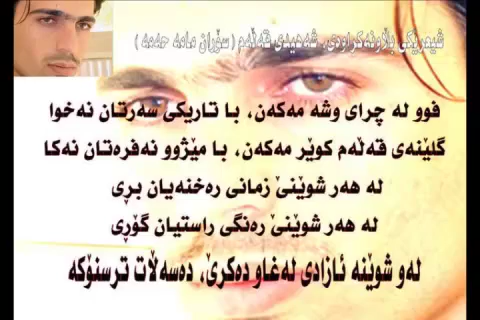 شیعرێکی بڵاونەکراوەی، شەهیدی قەڵەم ( سۆران مامە حەمە )
فوو لە چرای وشە مەکەن، با تاریکی سەرتان نەخوا
گلێنەی قەڵەم کوێر مەکەن، با مێژوو نەفرەتان نەکا
لە هەر شوێنێ زمانی رەخنەیان بڕی
لە هەر شوێنێ رەنگی راستیان گۆڕی
لەو شوێنە ئازادی لەغاو دەکرێ، دەسەڵات ترسنۆکە